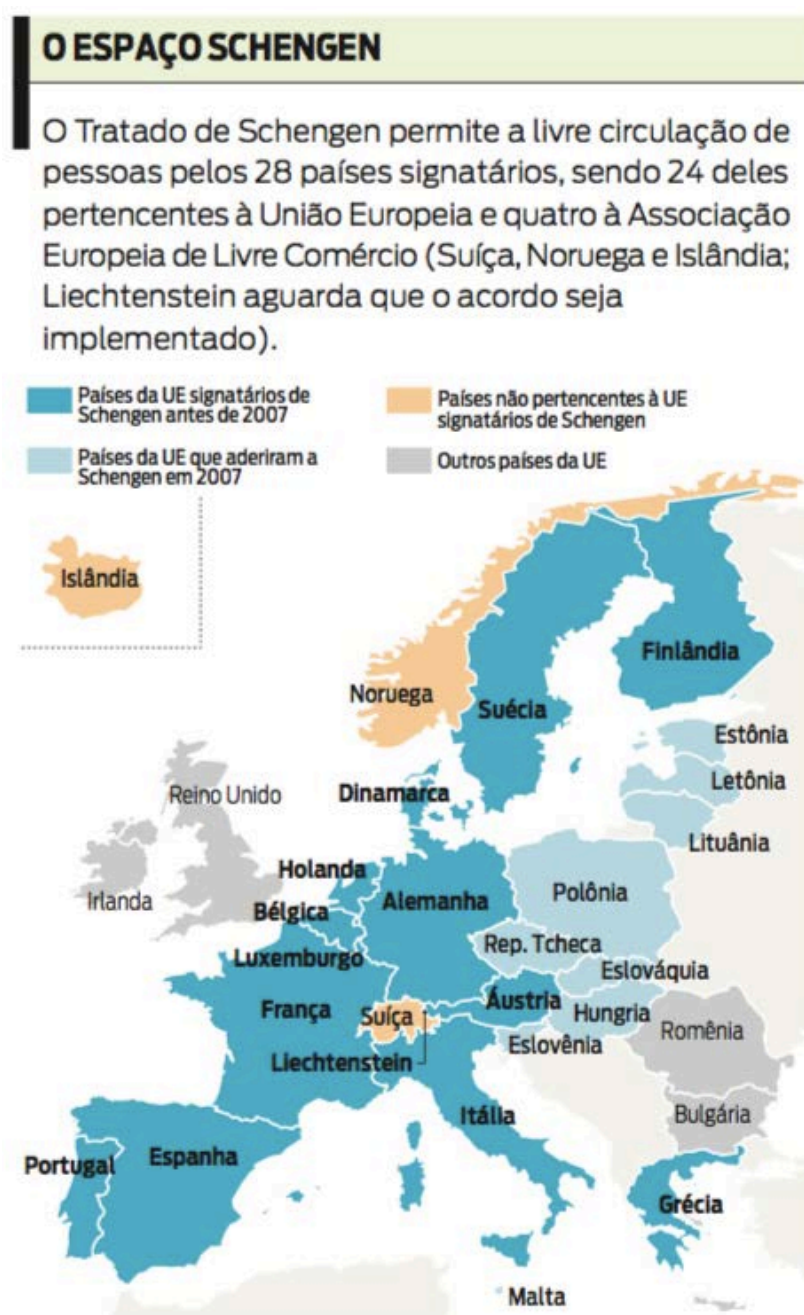 O ESPAÇO SCHENGEN
O Tratado de Schengen permite a livre circulação de
pessoas pelos 28 países signatários, sendo 24 deles
pertencentes à União Europeia e quatro à Associação
Europeia de Livre Comércio (Suíça, Noruega e Islândia;
Liechtenstein aguarda que o acordo seja
implementado).
Países da UE signatários de
Schengen antes de 2007
Países não pertencentes à UE
signatários de Schengen
Países da UE que aderiram a
Schengen em 2007
Outros países da UE
Islândia
Finlândia
Noruega
Suécia
Estônia
Letônia
Reino Unido
Dinamarca
Lituânia
Holanda
Irlanda
Alemanha
Polônia
Bélgica
Rep. Tcheca
Luxemburgo
Eslováquia
Áustria
França
Suíça
Hungria
Romênia
Eslovênia
Liechtenstein
Itália
Bulgária
Portugal
Espanha
Grécia
Malta